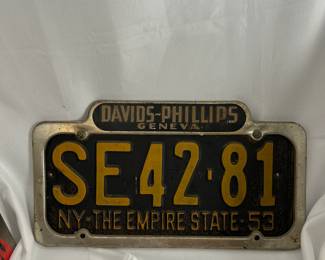 DAVIDS-PHILLIPS
GENEVA
SE42·81
NY-THE EMPIRE STATE-53